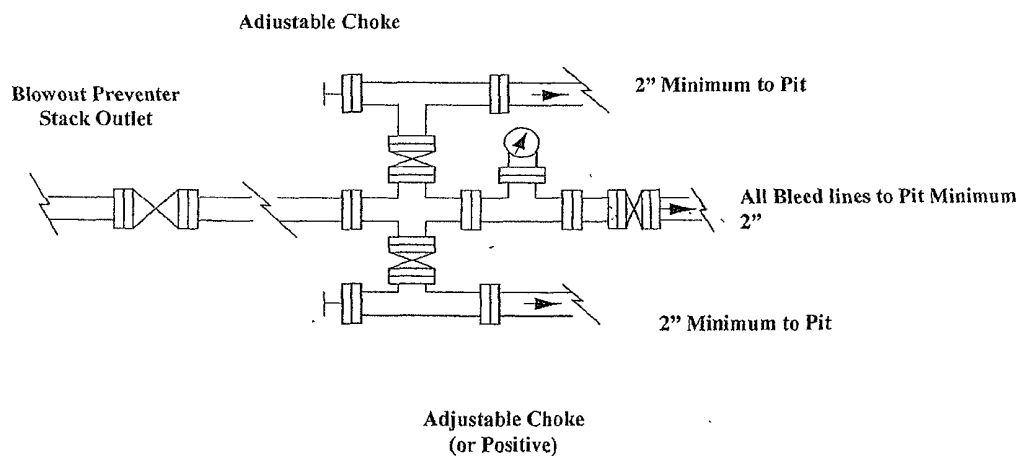 Adjustable Choke
Blowout Preventer
Stack Outlet
2” Minimum to Pit
All Bleed lines to Pit Minimum
2”
2” Minimum to Pit
Adjustable Choke
(or Positive)